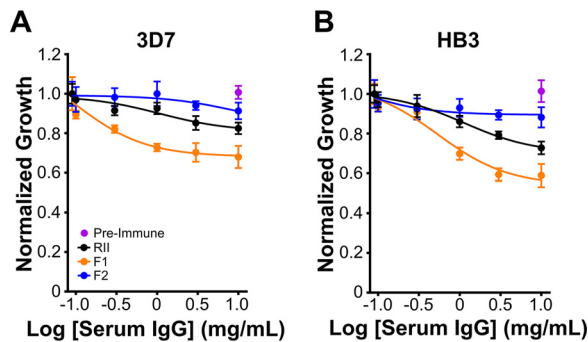 A
3D7
Normalized Growth
1.2
1.0
0.8
0.6
0.4
0.2
0
Pre-Immune
RII
F1
F2
-1.0 -0.5 0 0.5 1.0
Log [Serum IgG] (mg/mL)
B
HB3
Normalized Growth
1.2
1.0
0.8
0.6
0.4
0.2
0
-1.0 -0.5 0 0.5 1.0
Log [Serum IgG] (mg/mL)